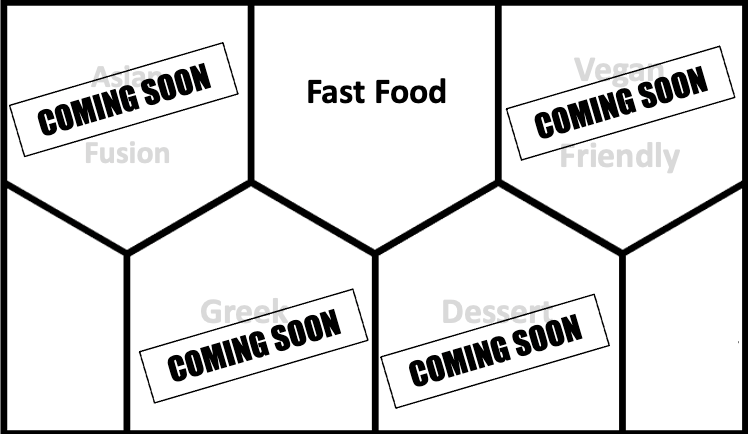 Asian
COMING SOON
Fusion
Fast Food
Vegan
COMING SOON
Friendly
Greek
COMING SOON
Dessert
COMING SOON